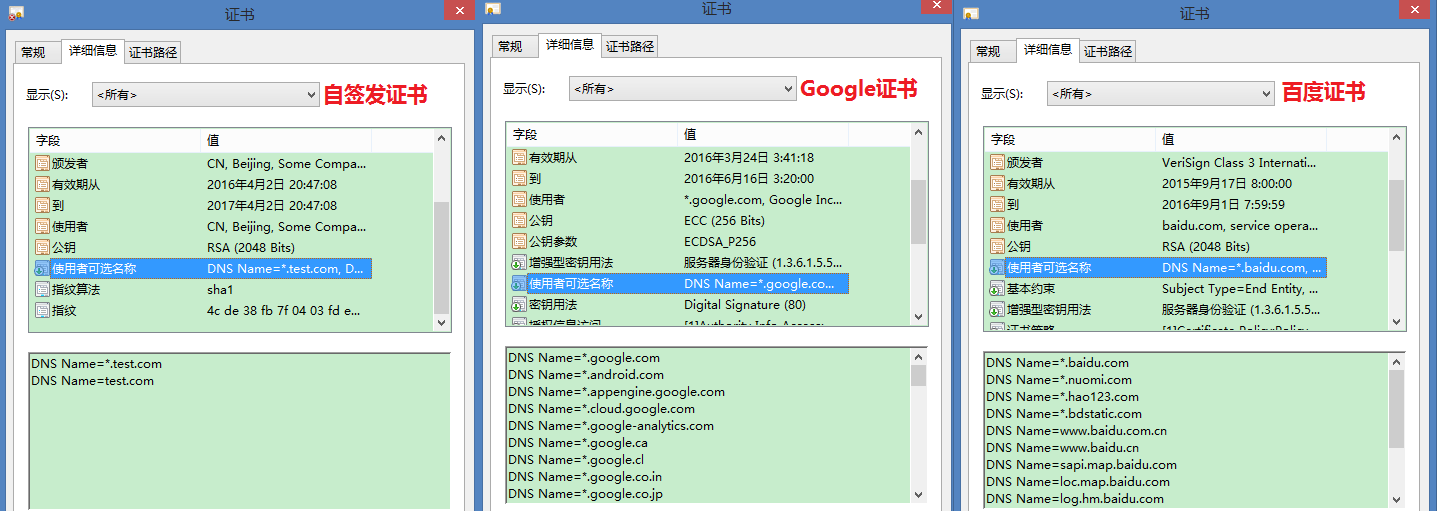 证书
常规 详细信息 证书路径
显示(S): <所有> 自签发证书
字段 值
颁发者 CN, Beijing, Some Compa...
有效期从 2016年4月2日 20:47:08
到 2017年4月2日 20:47:08
使用者 CN, Beijing, Some Compa...
公钥 RSA (2048 Bits)
使用者可选名称 DNS Name=*.test.com, D...
指纹算法 sha1
指纹 4c de 38 fb 7f 04 03 fd e...
DNS Name=*.test.com
DNS Name=test.com
证书
常规 详细信息 证书路径
显示(S): <所有> Google证书
字段 值
有效期从 2016年3月24日 3:41:18
到 2016年6月16日 3:20:00
使用者 *.google.com, Google Inc...
公钥 ECC (256 Bits)
公钥参数 ECDSA_P256
增强型密钥用法 服务器身份验证 (1.3.6.1.5.5...
使用者可选名称 DNS Name=*.google.co...
密钥用法 Digital Signature (80)
授权信息访问 [1]Authority Info Access:
DNS Name=*.google.com
DNS Name=*.android.com
DNS Name=*.appengine.google.com
DNS Name=*.cloud.google.com
DNS Name=*.google-analytics.com
DNS Name=*.google.ca
DNS Name=*.google.cl
DNS Name=*.google.co.in
DNS Name=*.google.co.jp
证书
常规 详细信息 证书路径
显示(S): <所有> 百度证书
字段 值
颁发者 VeriSign Class 3 Internati...
有效期从 2015年9月17日 8:00:00
到 2016年9月1日 7:59:59
使用者 baidu.com, service opera...
公钥 RSA (2048 Bits)
使用者可选名称 DNS Name=*.baidu.com, ...
基本约束 Subject Type=End Entity, ...
增强型密钥用法 服务器身份验证 (1.3.6.1.5.5...
证书策略 [1]Certificate Policy:Policy
DNS Name=*.baidu.com
DNS Name=*.nuomi.com
DNS Name=*.hao123.com
DNS Name=*.bdstatic.com
DNS Name=www.baidu.com.cn
DNS Name=www.baidu.cn
DNS Name=sapi.map.baidu.com
DNS Name=loc.map.baidu.com
DNS Name=log.hm.baidu.com